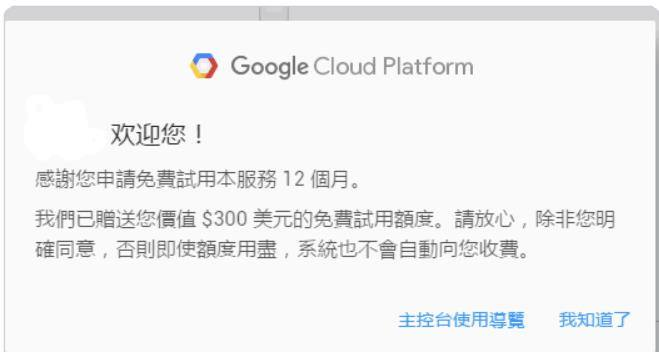 Google Cloud Platform
欢迎您！
感謝您申請免費試用本服務 12 個月。
我們已贈送您價值 $300 美元的免費試用額度。請放心，除非您明
確同意，否則即使額度用盡，系統也不會自動向您收費。
主控台使用導覽 我知道了